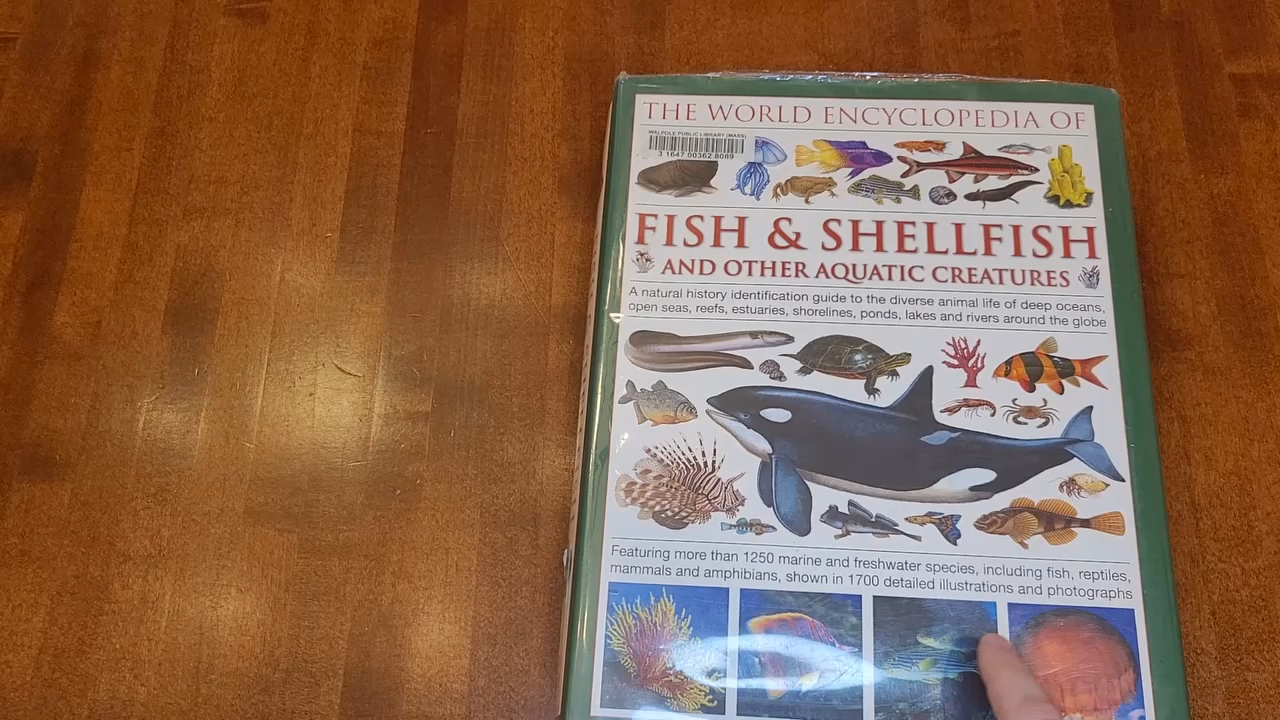 THE WORLD ENCYCLOPEDIA OF
WALPOLE PUBLIC LIBRARY (MASS)
3 1647 00362 8089
FISH & SHELLFISH
AND OTHER AQUATIC CREATURES
A natural history identification guide to the diverse animal life of deep oceans,
open seas, reefs, estuaries, shorelines, ponds, lakes and rivers around the globe
Featuring more than 1250 marine and freshwater species, including fish, reptiles,
mammals and amphibians, shown in 1700 detailed illustrations and photographs